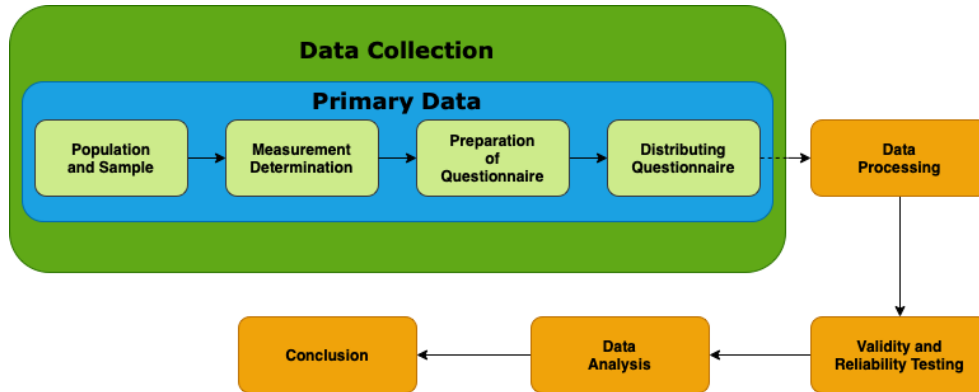 Data Collection
Primary Data
Population
and Sample
Measurement
Determination
Preparation
of
Questionnaire
Distributing
Questionnaire
Data
Processing
Validity and
Reliability Testing
Data
Analysis
Conclusion